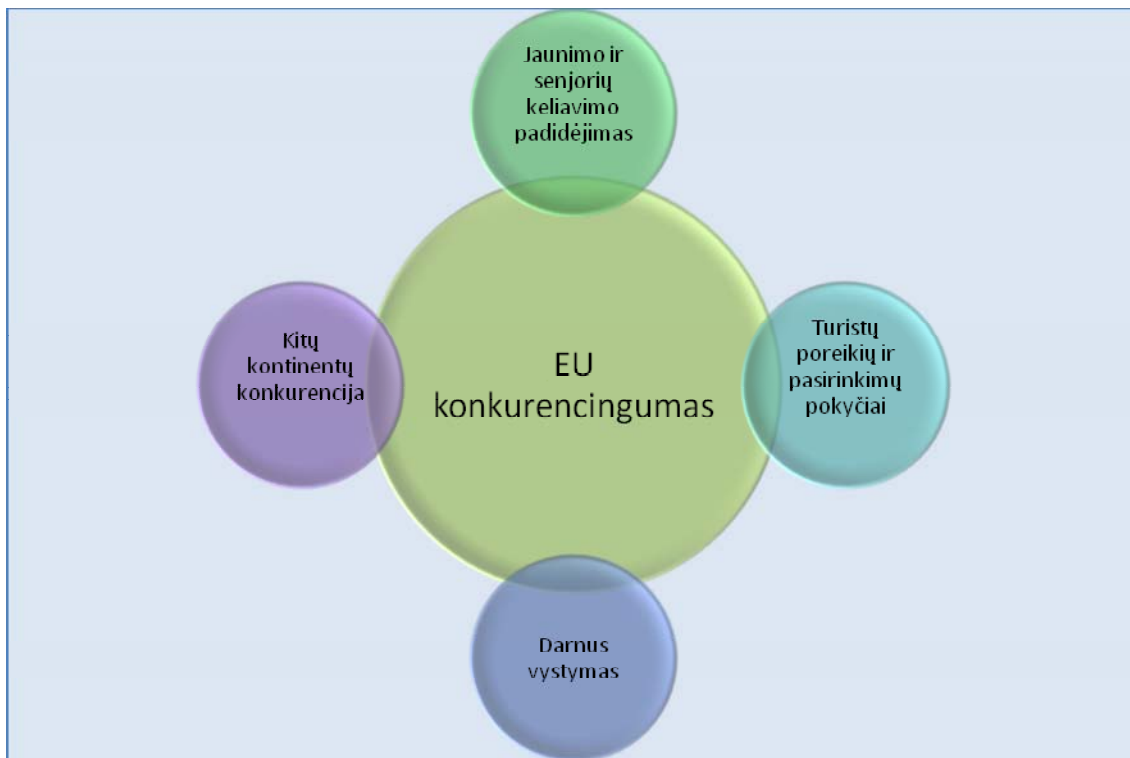 Jaunimo ir
senjorių
keliavimo
padidėjimas
Kitų
kontinentų
konkurencija
EU
konkurencingumas
Turistų
poreikių ir
pasirinkimų
pokyčiai
Darnus
vystymas